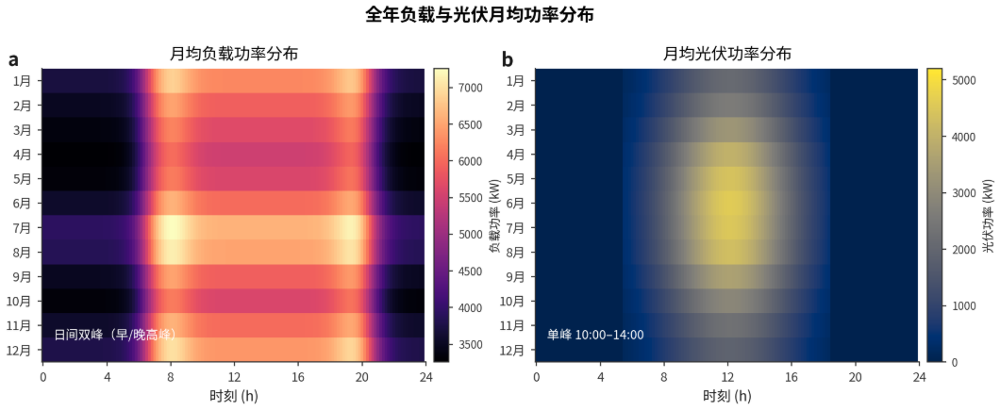 全年负载与光伏月均功率分布
a
月均负载功率分布
1月
2月
3月
4月
5月
6月
7月
8月
9月
10月
11月
12月
日间双峰（早/晚高峰）
0 4 8 12 16 20 24
时刻 (h)
7000
6500
6000
5500
5000
4500
4000
3500
负载功率 (kW)
b
月均光伏功率分布
1月
2月
3月
4月
5月
6月
7月
8月
9月
10月
11月
12月
单峰 10:00–14:00
0 4 8 12 16 20 24
时刻 (h)
5000
4000
3000
2000
1000
0
光伏功率 (kW)